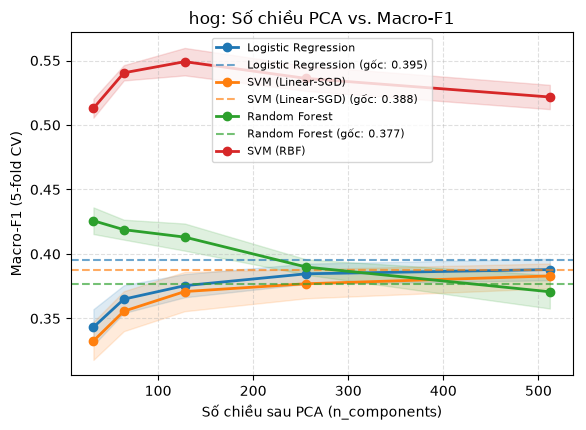 hog: Số chiều PCA vs. Macro-F1
Logistic Regression
Logistic Regression (gốc: 0.395)
SVM (Linear-SGD)
SVM (Linear-SGD) (gốc: 0.388)
Random Forest
Random Forest (gốc: 0.377)
SVM (RBF)
Macro-F1 (5-fold CV)
0.55
0.50
0.45
0.40
0.35
100
200
300
400
500
Số chiều sau PCA (n_components)